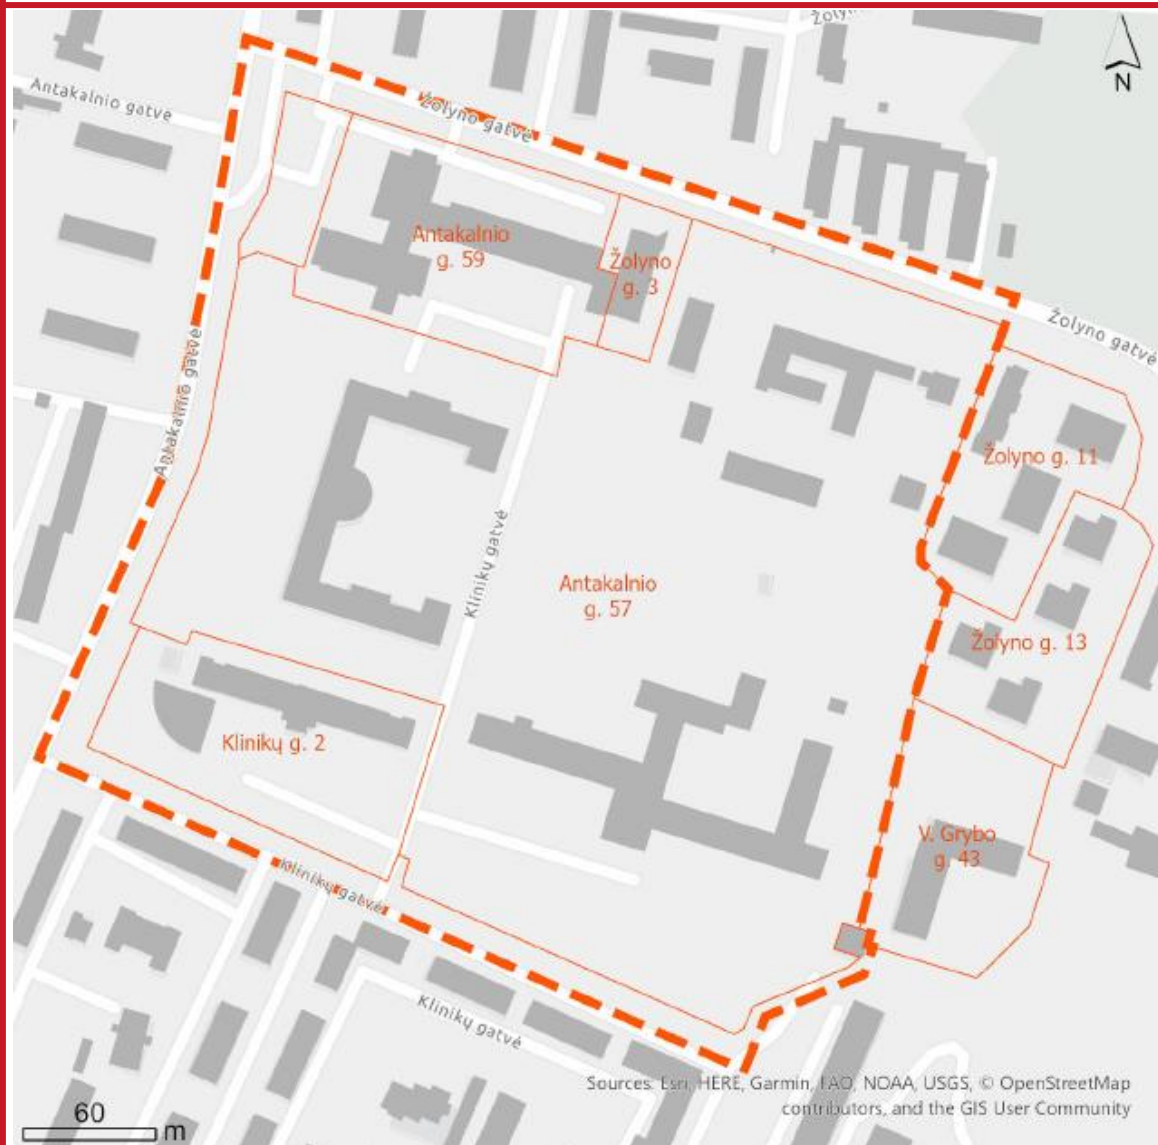 Žolyno
N
Antakalnio gatvė
Žolyno gatvė
Antakalnio
g. 59
Žolyno
g. 3
Žolyno gatvė
Antakalnio gatvė
Žolyno g. 11
Klinikų gatvė
Antakalnio
g. 57
Žolyno g. 13
Klinikų g. 2
V. Grybo
g. 43
Klinikų gatvė
Klinikų gatvė
Sources: Esri, HERE, Garmin, FAO, NOAA, USGS, © OpenStreetMap
contributors, and the GIS User Community
60
m